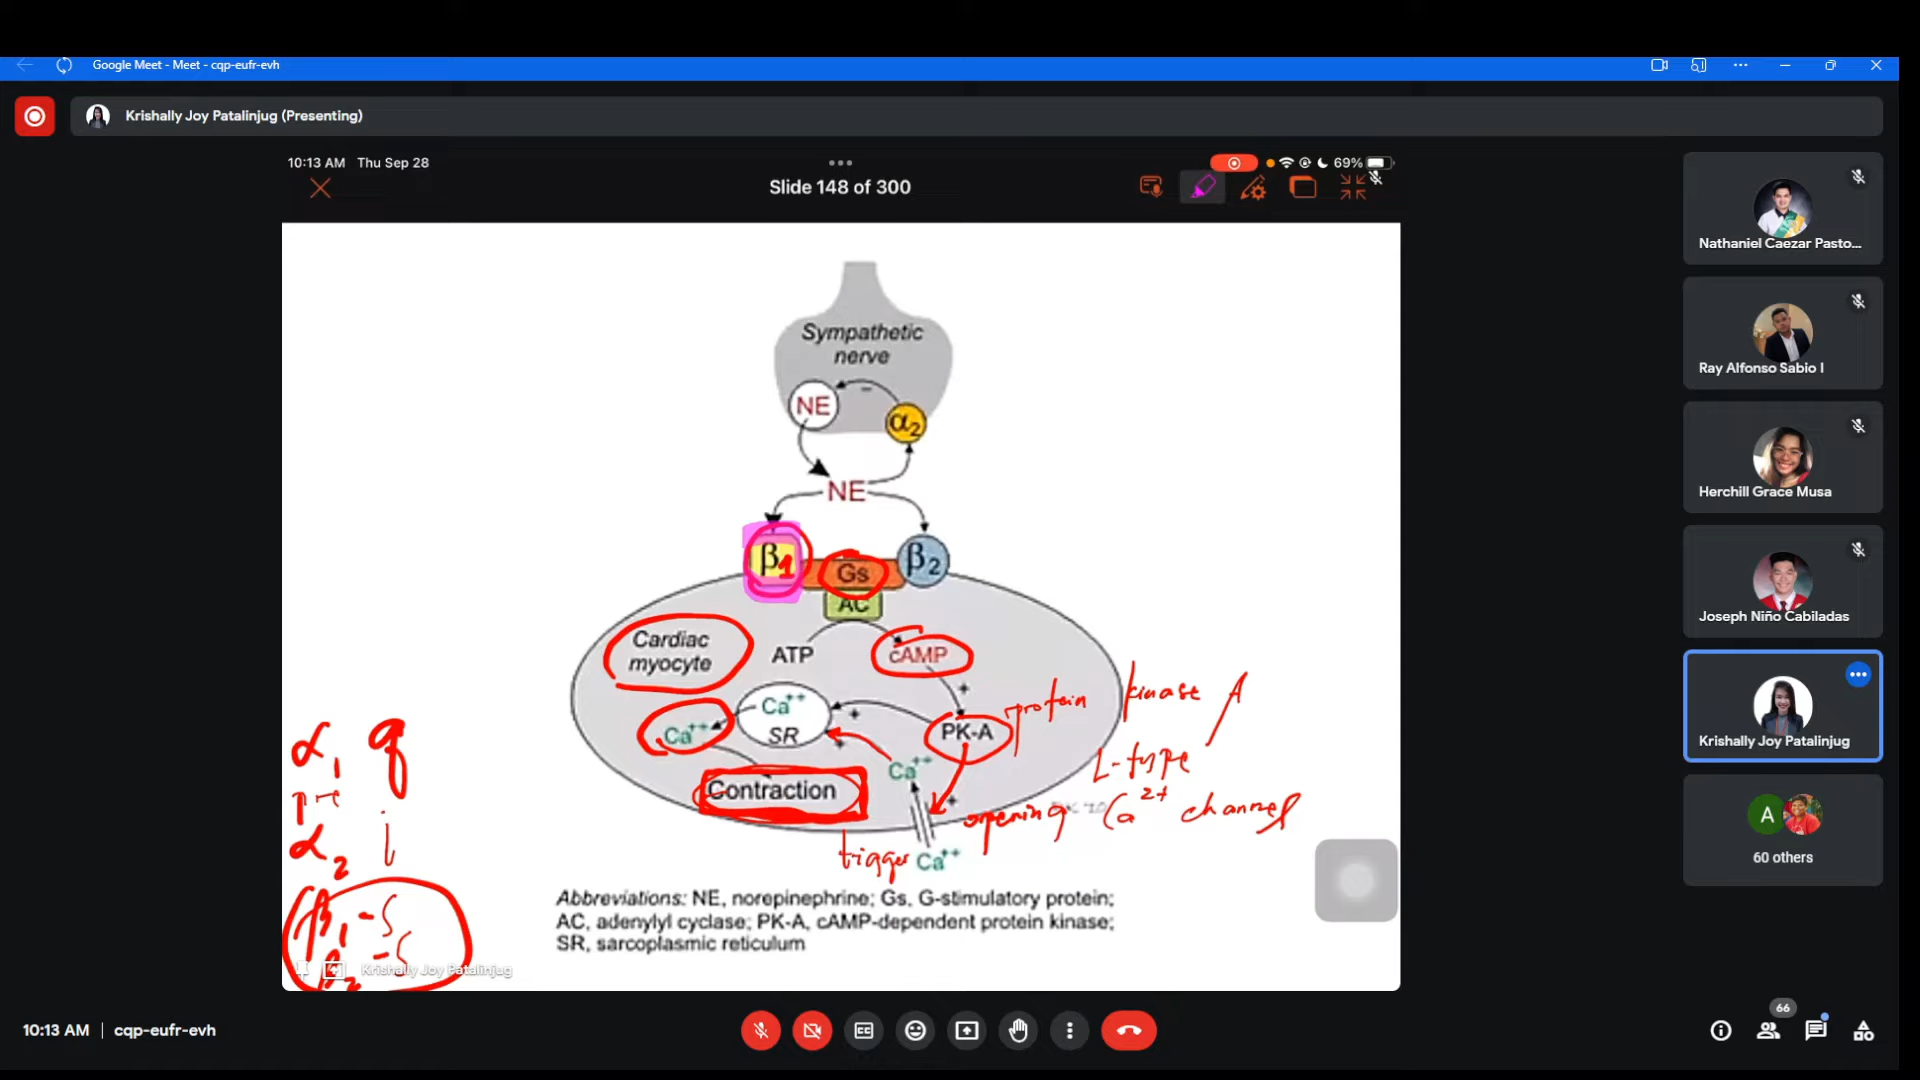 Google Meet - Meet - cqp-eufr-evh
Krishally Joy Patalinjug (Presenting)
10:13 AM Thu Sep 28
69%
Slide 148 of 300
Sympathetic
nerve
NE
α2
NE
β1
Gs
β2
AC
Cardiac
myocyte
ATP
cAMP
+
protein kinase A
Ca++
SR
Ca++
+
PK-A
+
Ca++
L-type
Contraction
+
opening Ca2+ channel
trigger Ca++
α1 q
α2 i
β1 - s
β2 - s
Abbreviations: NE, norepinephrine; Gs, G-stimulatory protein;
AC, adenylyl cyclase; PK-A, cAMP-dependent protein kinase;
SR, sarcoplasmic reticulum
Krishally Joy Patalinjug
Nathaniel Caezar Pasto...
Ray Alfonso Sabio I
Herchill Grace Musa
Joseph Niño Cabiladas
Krishally Joy Patalinjug
A
60 others
10:13 AM | cqp-eufr-evh
66